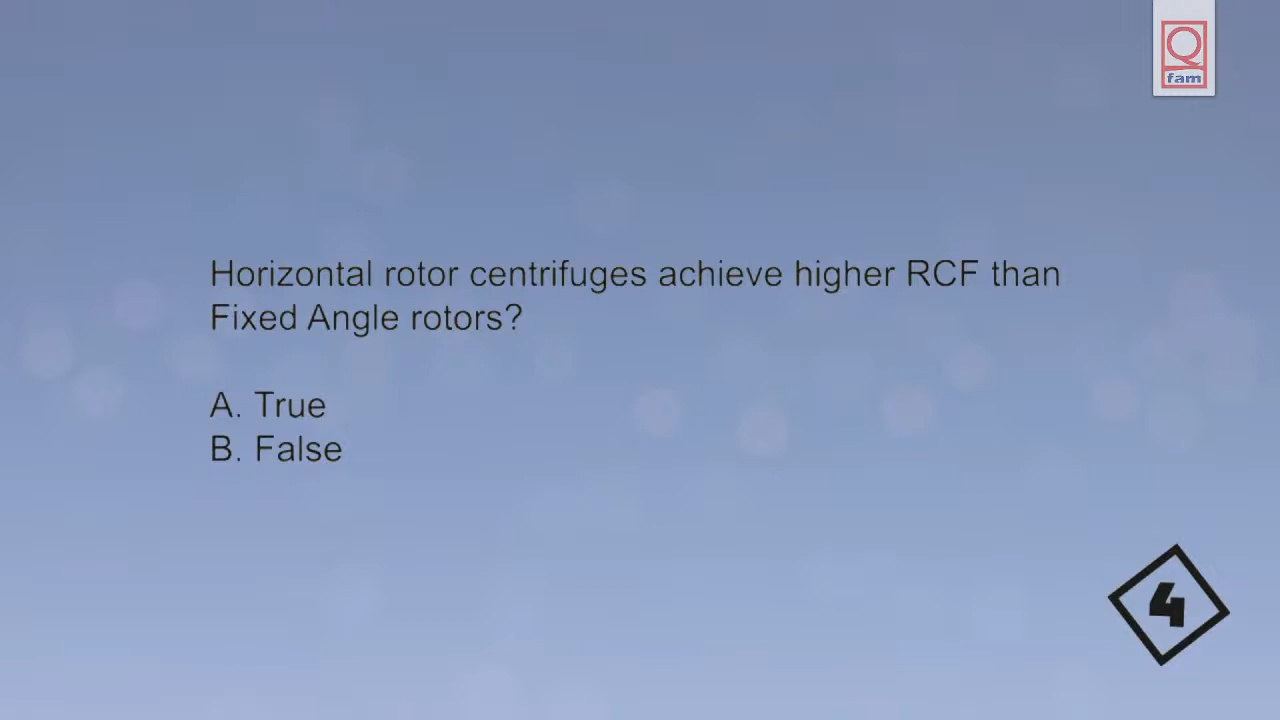 Q
fam
Horizontal rotor centrifuges achieve higher RCF than
Fixed Angle rotors?
A. True
B. False
4